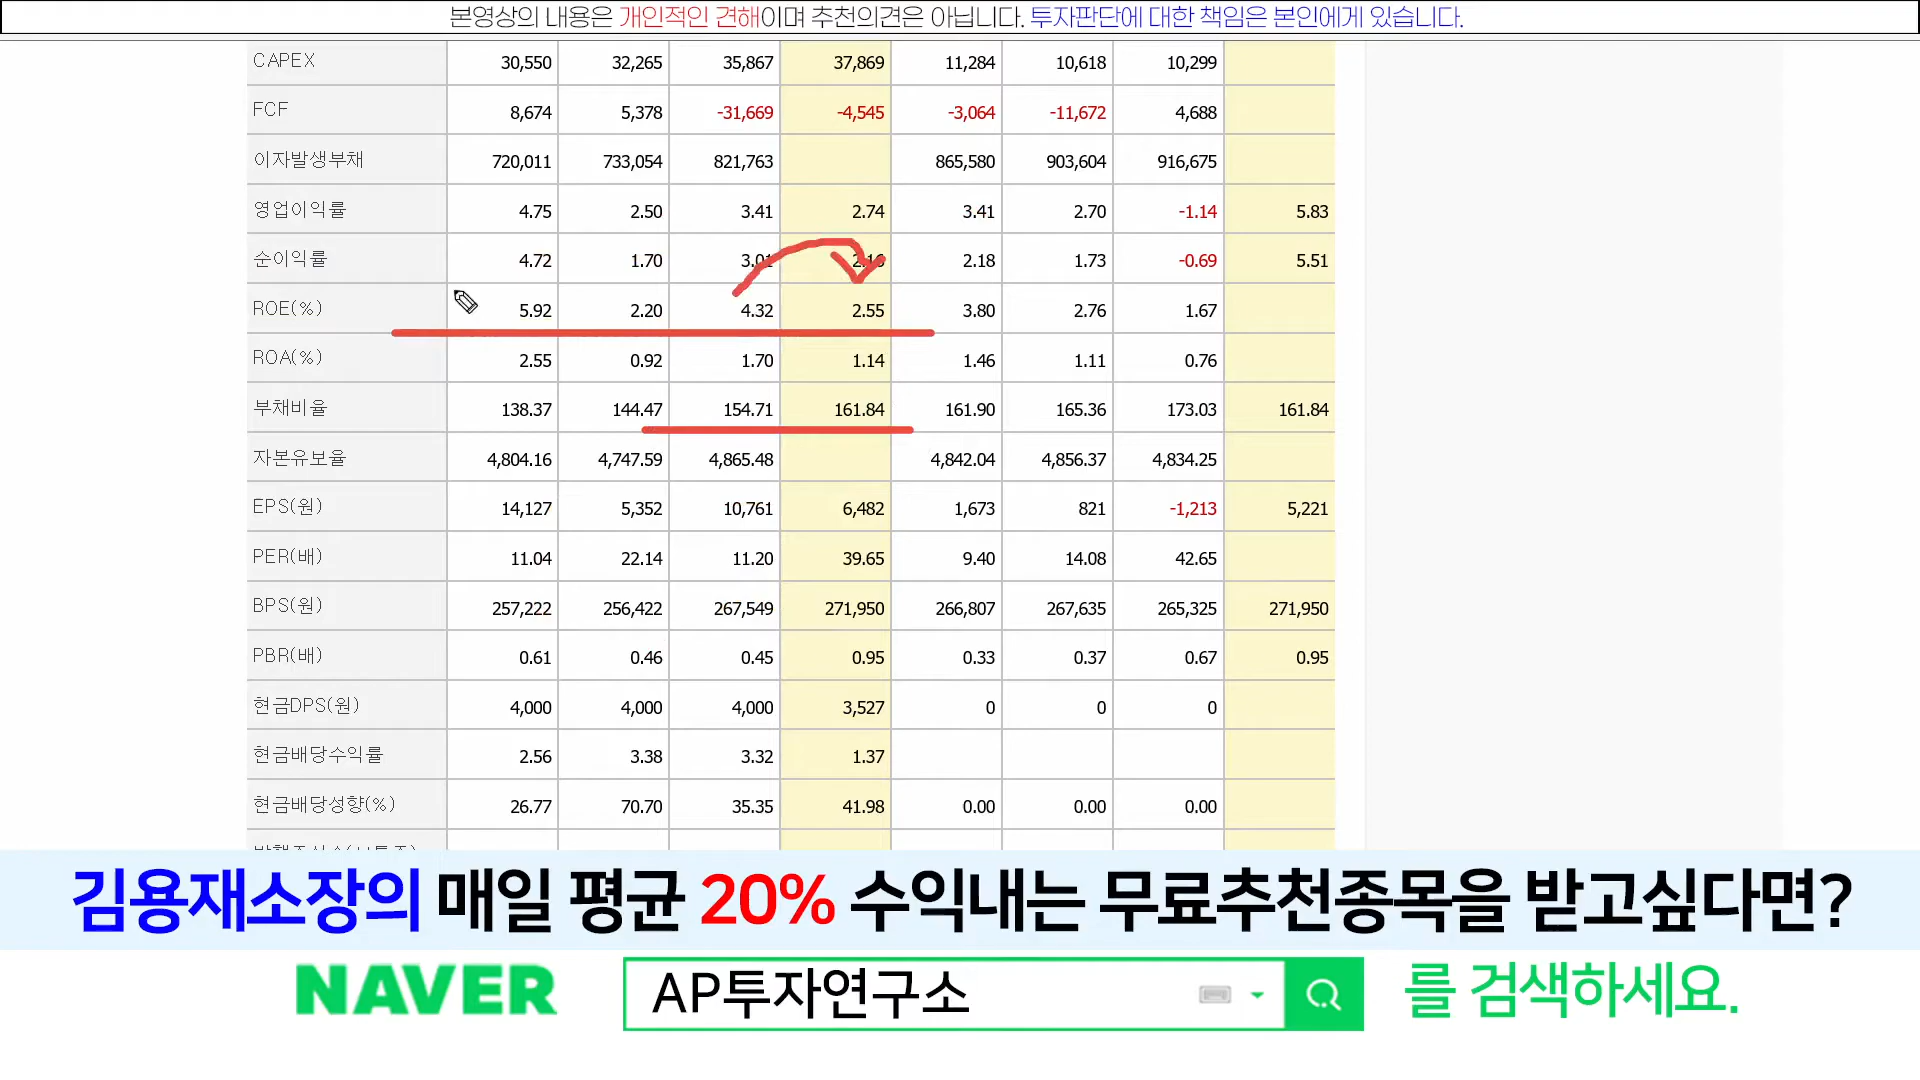 본영상의 내용은 개인적인 견해이며 추천의견은 아닙니다. 투자판단에 대한 책임은 본인에게 있습니다.
CAPEX 30,550 32,265 35,867 37,869 11,284 10,618 10,299
FCF 8,674 5,378 -31,669 -4,545 -3,064 -11,672 4,688
이자발생부채 720,011 733,054 821,763 865,580 903,604 916,675
영업이익률 4.75 2.50 3.41 2.74 3.41 2.70 -1.14 5.83
순이익률 4.72 1.70 3.01 2.18 1.73 -0.69 5.51
ROE(%) 5.92 2.20 4.32 2.55 3.80 2.76 1.67
ROA(%) 2.55 0.92 1.70 1.14 1.46 1.11 0.76
부채비율 138.37 144.47 154.71 161.84 161.90 165.36 173.03 161.84
자본유보율 4,804.16 4,747.59 4,865.48 4,842.04 4,856.37 4,834.25
EPS(원) 14,127 5,352 10,761 6,482 1,673 821 -1,213 5,221
PER(배) 11.04 22.14 11.20 39.65 9.40 14.08 42.65
BPS(원) 257,222 256,422 267,549 271,950 266,807 267,635 265,325 271,950
PBR(배) 0.61 0.46 0.45 0.95 0.33 0.37 0.67 0.95
현금DPS(원) 4,000 4,000 4,000 3,527 0 0 0
현금배당수익률 2.56 3.38 3.32 1.37
현금배당성향(%) 26.77 70.70 35.35 41.98 0.00 0.00 0.00
김용재소장의 매일 평균 20% 수익내는 무료추천종목을 받고싶다면?
NAVER AP투자연구소 를 검색하세요.